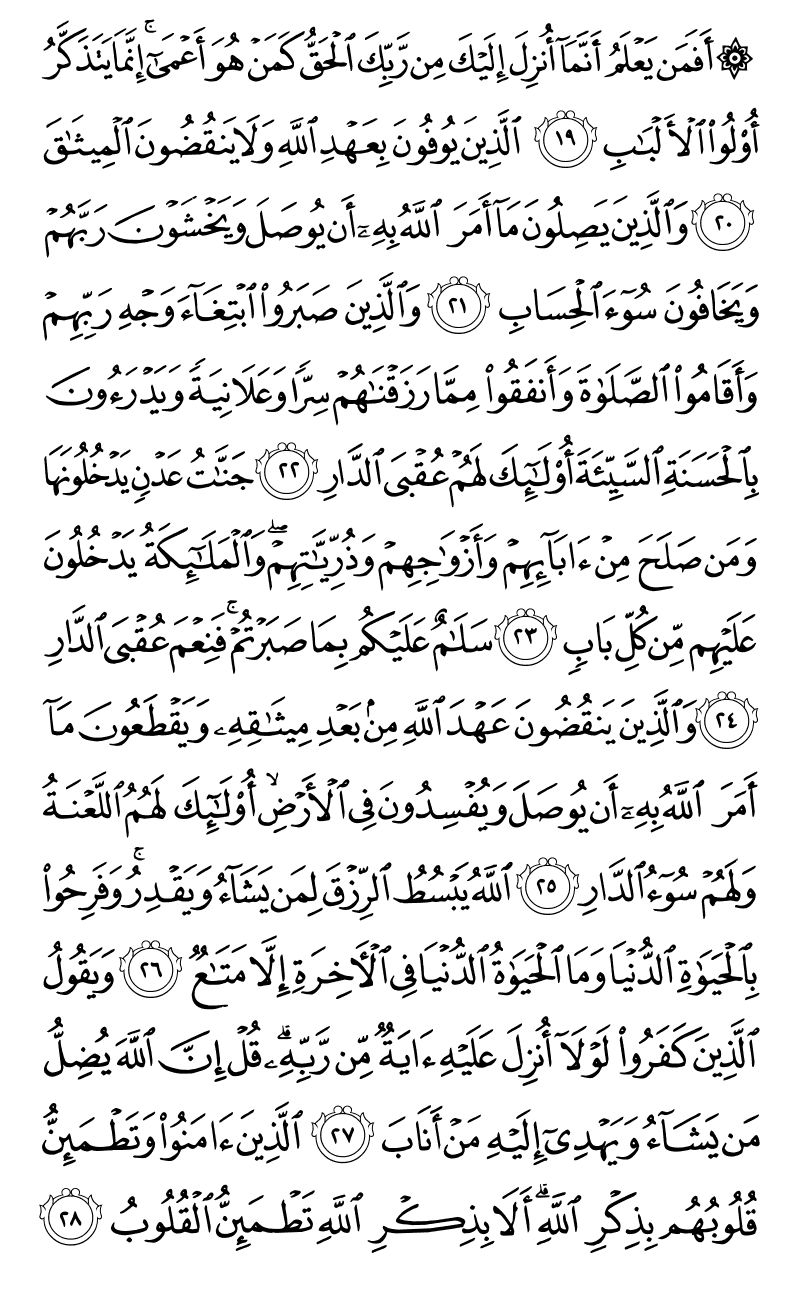 ۞ أَفَمَن يَعۡلَمُ أَنَّمَآ أُنزِلَ إِلَيۡكَ مِن رَّبِّكَ ٱلۡحَقُّ كَمَنۡ هُوَ أَعۡمَىٰٓۚ إِنَّمَا يَتَذَكَّرُ
أُوْلُواْ ٱلۡأَلۡبَٰبِ ١٩ ٱلَّذِينَ يُوفُونَ بِعَهۡدِ ٱللَّهِ وَلَا يَنقُضُونَ ٱلۡمِيثَٰقَ
٢٠ وَٱلَّذِينَ يَصِلُونَ مَآ أَمَرَ ٱللَّهُ بِهِۦٓ أَن يُوصَلَ وَيَخۡشَوۡنَ رَبَّهُمۡ
وَيَخَافُونَ سُوٓءَ ٱلۡحِسَابِ ٢١ وَٱلَّذِينَ صَبَرُواْ ٱبۡتِغَآءَ وَجۡهِ رَبِّهِمۡ
وَأَقَامُواْ ٱلصَّلَوٰةَ وَأَنفَقُواْ مِمَّا رَزَقۡنَٰهُمۡ سِرّٗا وَعَلَانِيَةٗ وَيَدۡرَءُونَ
بِٱلۡحَسَنَةِ ٱلسَّيِّئَةَ أُوْلَٰٓئِكَ لَهُمۡ عُقۡبَى ٱلدَّارِ ٢٢ جَنَّٰتُ عَدۡنٖ يَدۡخُلُونَهَا
وَمَن صَلَحَ مِنۡ ءَابَآئِهِمۡ وَأَزۡوَٰجِهِمۡ وَذُرِّيَّٰتِهِمۡۖ وَٱلۡمَلَٰٓئِكَةُ يَدۡخُلُونَ
عَلَيۡهِم مِّن كُلِّ بَابٖ ٢٣ سَلَٰمٌ عَلَيۡكُم بِمَا صَبَرۡتُمۡۚ فَنِعۡمَ عُقۡبَى ٱلدَّارِ
٢٤ وَٱلَّذِينَ يَنقُضُونَ عَهۡدَ ٱللَّهِ مِنۢ بَعۡدِ مِيثَٰقِهِۦ وَيَقۡطَعُونَ مَآ
أَمَرَ ٱللَّهُ بِهِۦٓ أَن يُوصَلَ وَيُفۡسِدُونَ فِي ٱلۡأَرۡضِۙ أُوْلَٰٓئِكَ لَهُمُ ٱللَّعۡنَةُ
وَلَهُمۡ سُوٓءُ ٱلدَّارِ ٢٥ ٱللَّهُ يَبۡسُطُ ٱلرِّزۡقَ لِمَن يَشَآءُ وَيَقۡدِرُۚ وَفَرِحُواْ
بِٱلۡحَيَوٰةِ ٱلدُّنۡيَا وَمَا ٱلۡحَيَوٰةُ ٱلدُّنۡيَا فِي ٱلۡأٓخِرَةِ إِلَّا مَتَٰعٞ ٢٦ وَيَقُولُ
ٱلَّذِينَ كَفَرُواْ لَوۡلَآ أُنزِلَ عَلَيۡهِ ءَايَةٞ مِّن رَّبِّهِۦۚ قُلۡ إِنَّ ٱللَّهَ يُضِلُّ
مَن يَشَآءُ وَيَهۡدِيٓ إِلَيۡهِ مَنۡ أَنَابَ ٢٧ ٱلَّذِينَ ءَامَنُواْ وَتَطۡمَئِنُّ
قُلُوبُهُم بِذِكۡرِ ٱللَّهِۗ أَلَا بِذِكۡرِ ٱللَّهِ تَطۡمَئِنُّ ٱلۡقُلُوبُ ٢٨